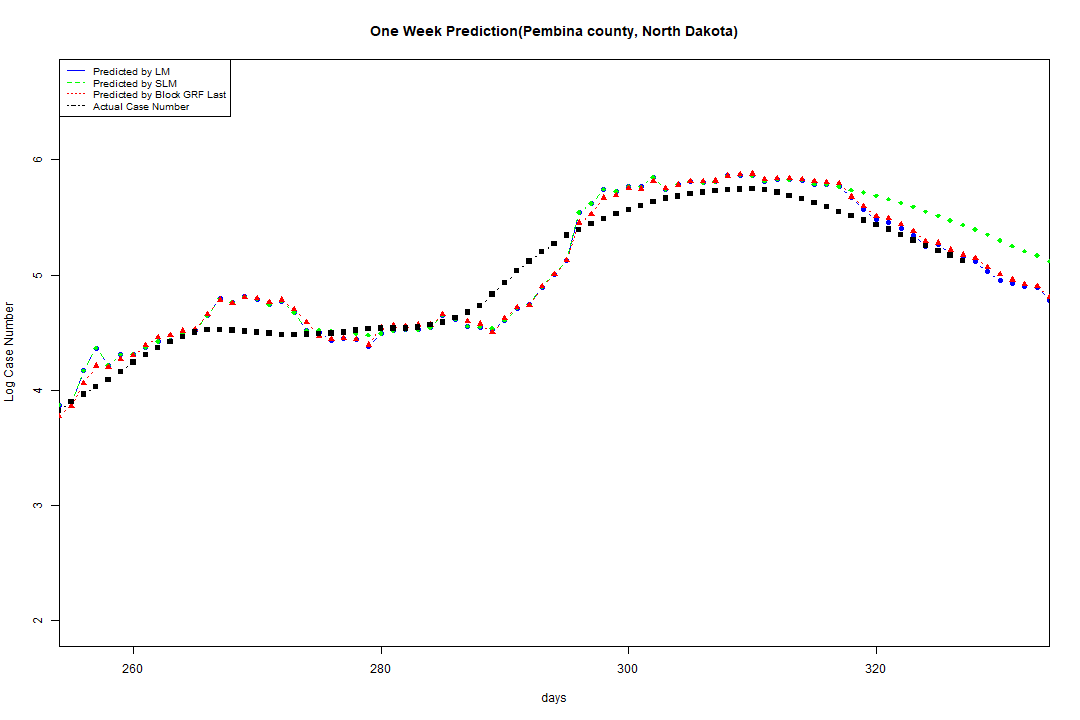 One Week Prediction(Pembina county, North Dakota)
Predicted by LM
Predicted by SLM
Predicted by Block GRF Last
Actual Case Number
6
5
4
3
2
Log Case Number
260
280
300
320
days